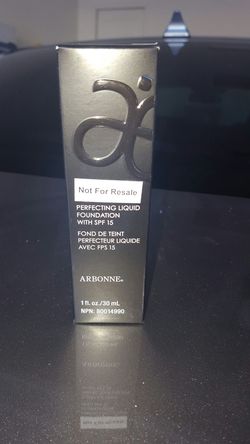 Not For Resale
PERFECTING LIQUID
FOUNDATION
WITH SPF 15
FOND DE TEINT
PERFECTEUR LIQUIDE
AVEC FPS 15
ARBONNE®
1 fl. oz./30 mL
NPN: 80014990